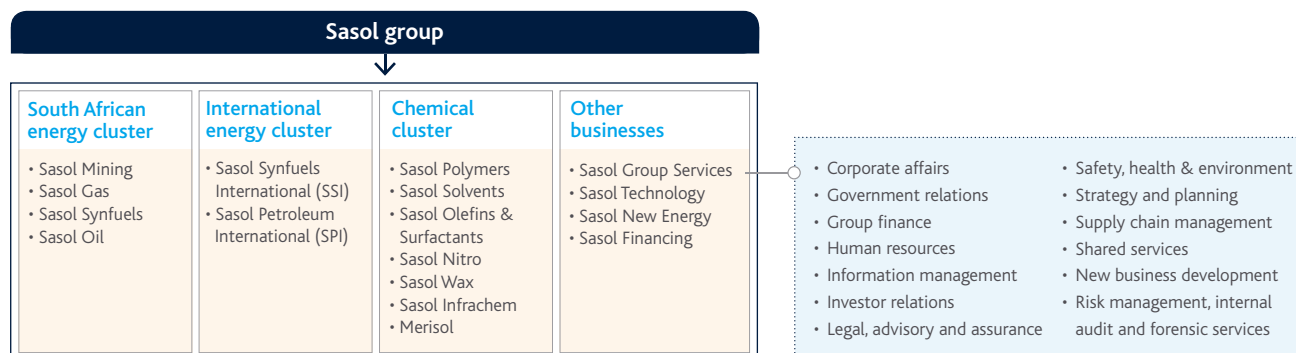 Sasol group
South African
energy cluster
• Sasol Mining
• Sasol Gas
• Sasol Synfuels
• Sasol Oil
International
energy cluster
• Sasol Synfuels
International (SSI)
• Sasol Petroleum
International (SPI)
Chemical
cluster
• Sasol Polymers
• Sasol Solvents
• Sasol Olefins &
Surfactants
• Sasol Nitro
• Sasol Wax
• Sasol Infrachem
• Merisol
Other
businesses
• Sasol Group Services
• Sasol Technology
• Sasol New Energy
• Sasol Financing
• Corporate affairs
• Government relations
• Group finance
• Human resources
• Information management
• Investor relations
• Legal, advisory and assurance
• Safety, health & environment
• Strategy and planning
• Supply chain management
• Shared services
• New business development
• Risk management, internal
audit and forensic services